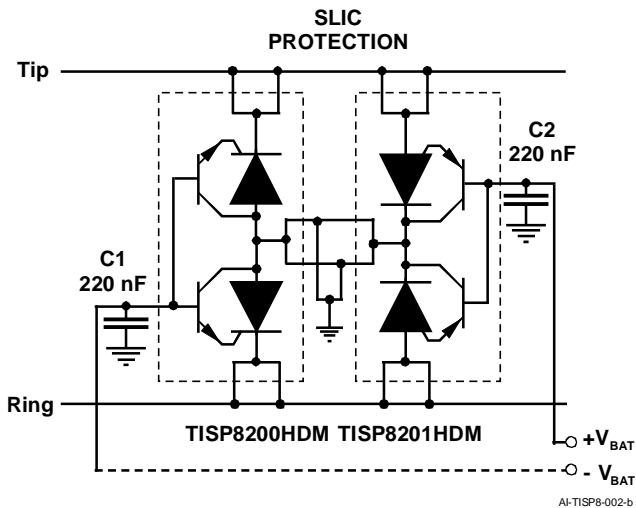 SLIC
PROTECTION
Tip
C2
220 nF
C1
220 nF
Ring
TISP8200HDM TISP8201HDM
+VBAT
- VBAT
AI-TISP8-002-b